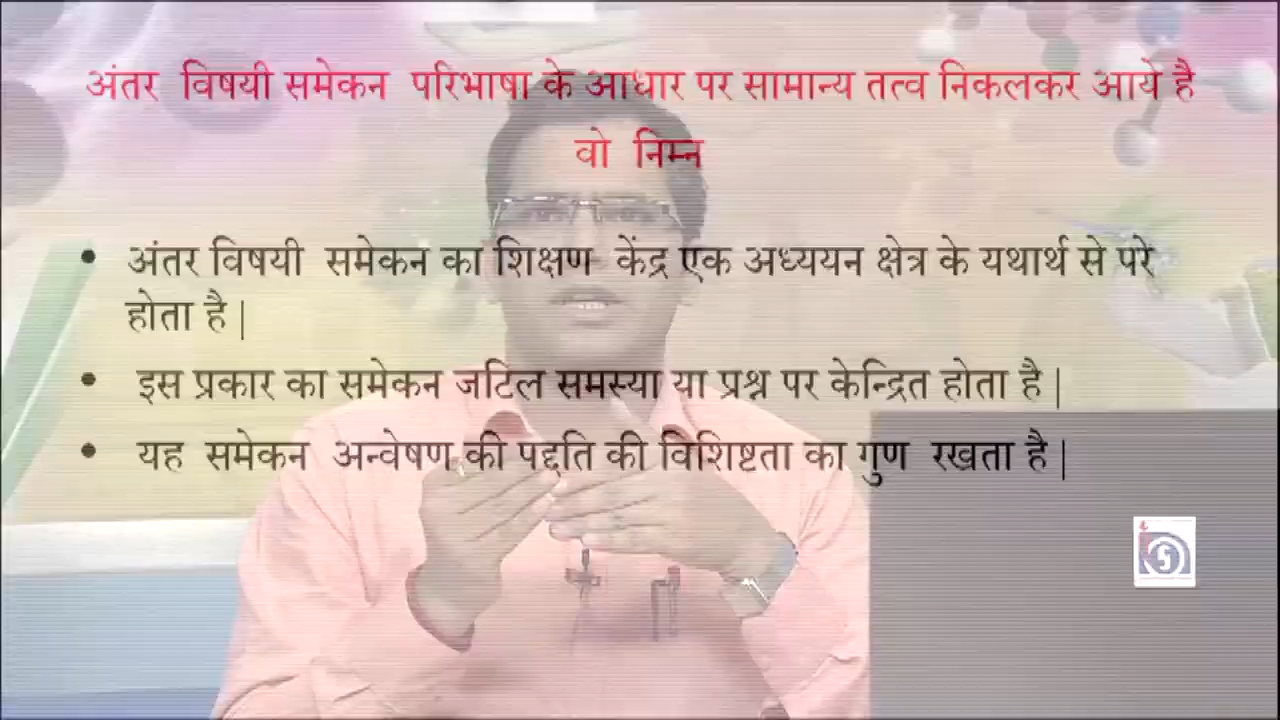 अंतर विषयी समेकन परिभाषा के आधार पर सामान्य तत्व निकलकर आये है
वो निम्न
• अंतर विषयी समेकन का शिक्षण केंद्र एक अध्ययन क्षेत्र के यथार्थ से परे
होता है |
• इस प्रकार का समेकन जटिल समस्या या प्रश्न पर केन्द्रित होता है |
• यह समेकन अन्वेषण की पद्दति की विशिष्टता का गुण रखता है |